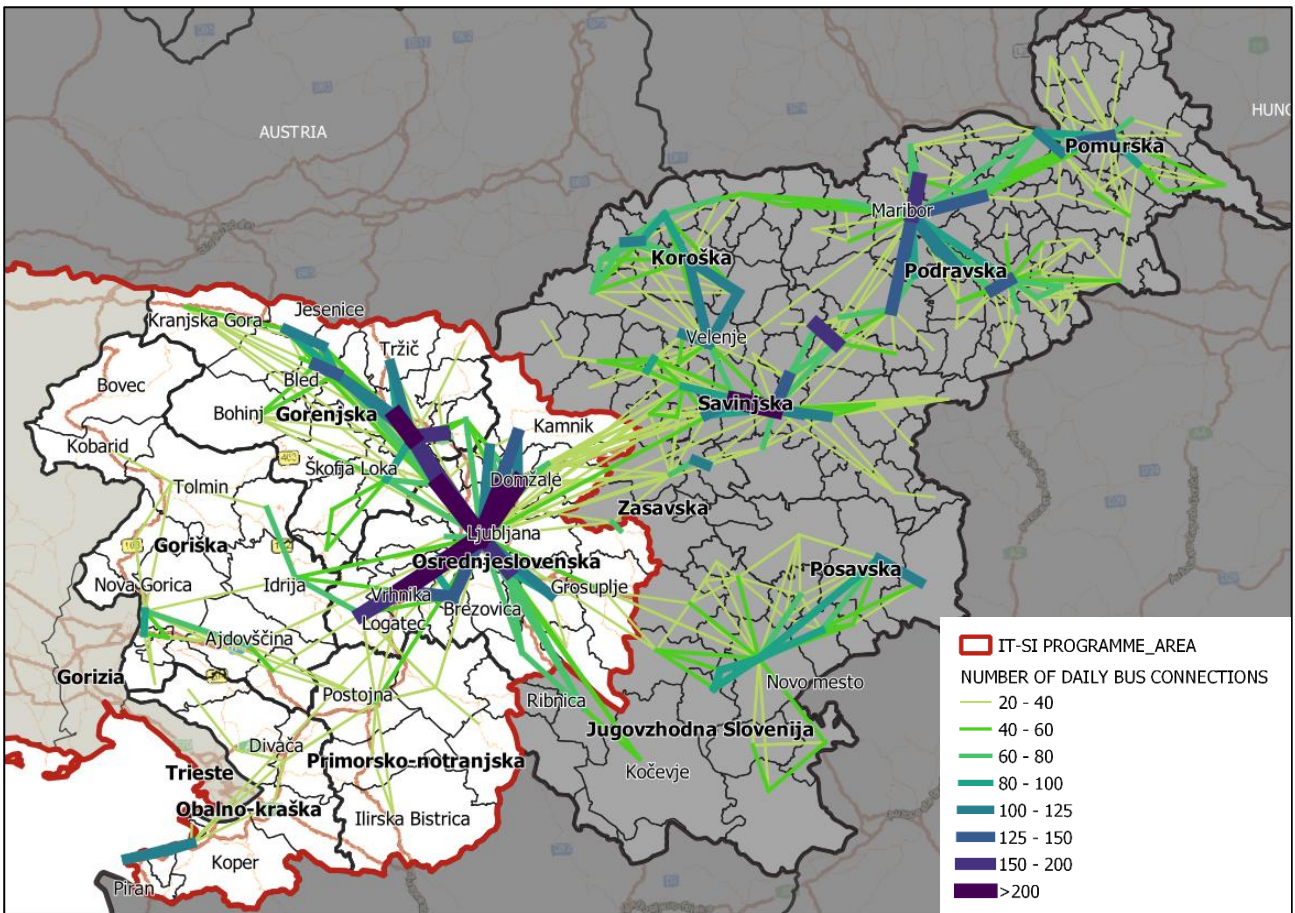 AUSTRIA
HUNG
Pomurska
Maribor
Koroška
Podravska
Jesenice
Kranjska Gora
Tržič
Velenje
Bovec
Bled
Bohinj
Gorenjska
Savinjska
Kamnik
Kobarid
Škofja Loka
Domžale
Tolmin
Zasavska
Ljubljana
Goriška
Osrednjeslovenska
Posavska
Nova Gorica
Idrija
Vrhnika
Grosuplje
Brezovica
Logatec
Ajdovščina
Gorizia
Postojna
Novo mesto
Ribnica
Jugovzhodna Slovenija
Divača
Primorsko-notranjska
Trieste
Kočevje
Obalno-kraška
Ilirska Bistrica
Koper
Piran
IT-SI PROGRAMME_AREA
NUMBER OF DAILY BUS CONNECTIONS
20 - 40
40 - 60
60 - 80
80 - 100
100 - 125
125 - 150
150 - 200
>200